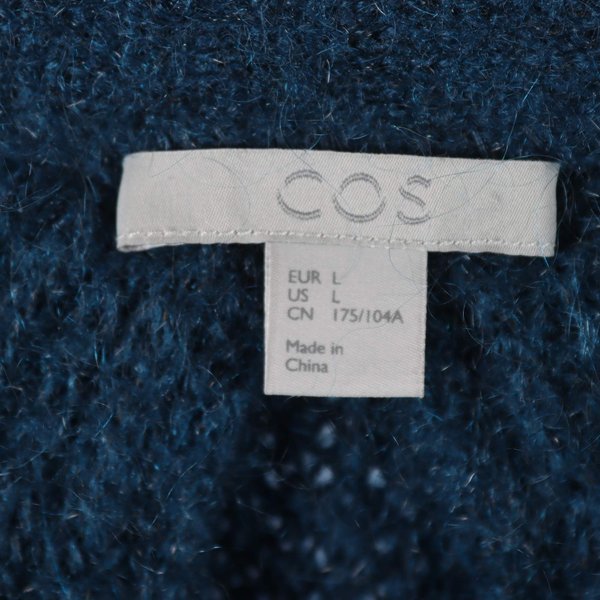 COS
EUR L
US L
CN 175/104A
Made in
China